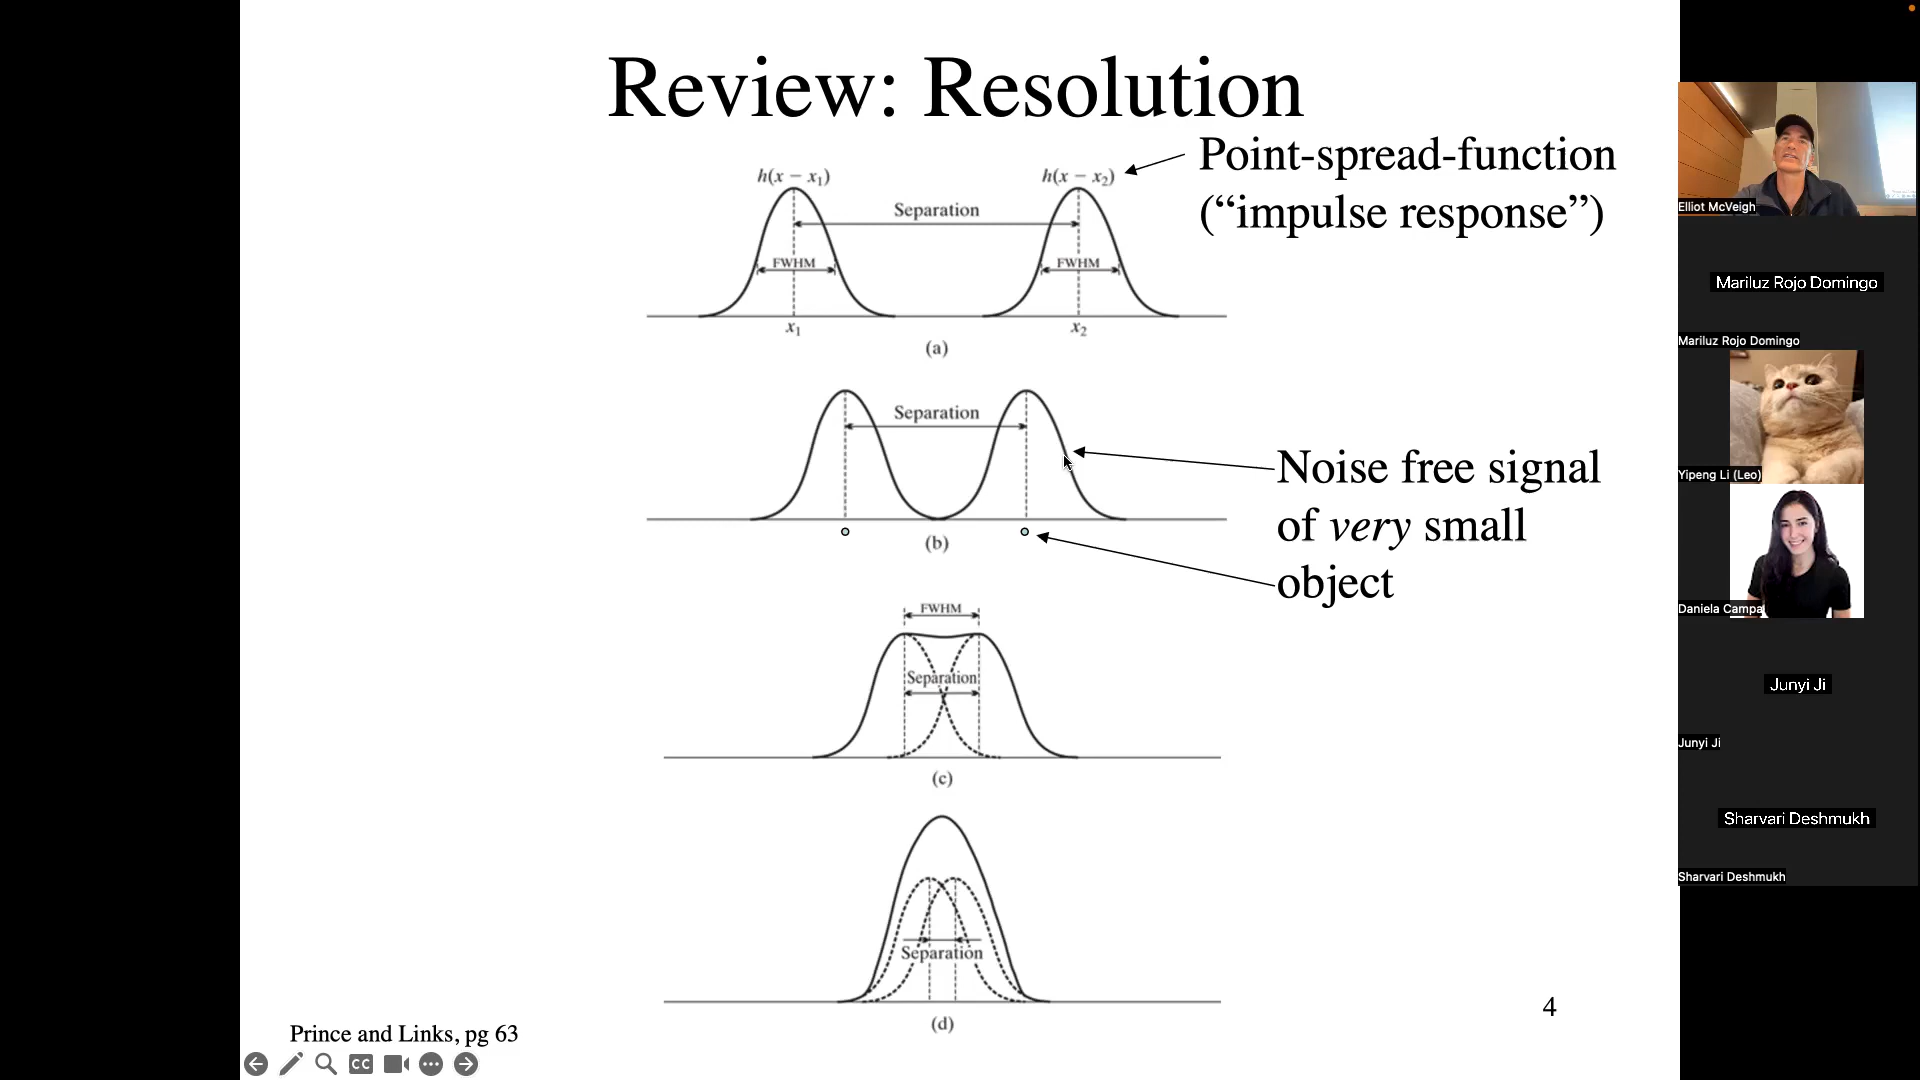 Review: Resolution
Point-spread-function
(“impulse response”)
h(x − x₁)
h(x − x₂)
Separation
FWHM
FWHM
x₁
x₂
(a)
Separation
Noise free signal
of very small
object
(b)
FWHM
Separation
(c)
Separation
(d)
4
Prince and Links, pg 63
CC
Elliot McVeigh
Mariluz Rojo Domingo
Mariluz Rojo Domingo
Yipeng Li (Leo)
Daniela Campa
Junyi Ji
Junyi Ji
Sharvari Deshmukh
Sharvari Deshmukh